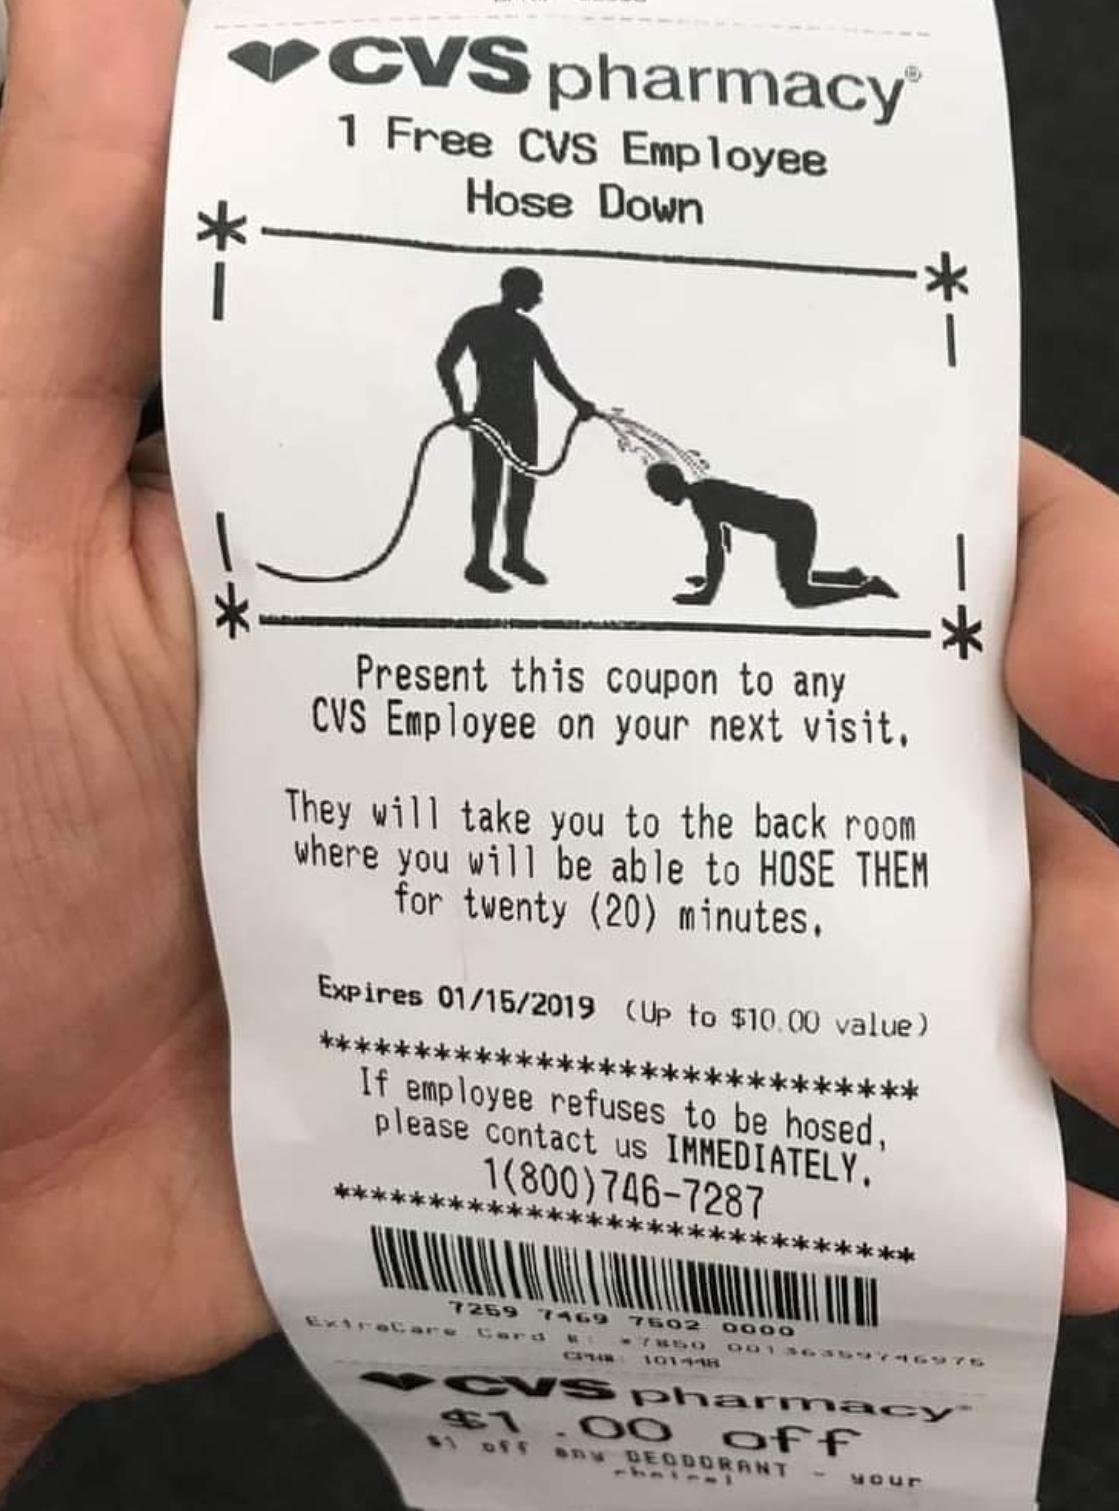 CVS pharmacy®
1 Free CVS Employee
Hose Down
Present this coupon to any
CVS Employee on your next visit.
They will take you to the back room
where you will be able to HOSE THEM
for twenty (20) minutes.
Expires 01/15/2019 (Up to $10.00 value)
******************************
If employee refuses to be hosed,
please contact us IMMEDIATELY.
1(800)746-7287
******************************
7259 7469 7502 0000
ExtraCare Card #: *7850 00136359746975
CPN#: 101448
CVS pharmacy®
$1.00 off
$1 off any DEODORANT - your
choice!